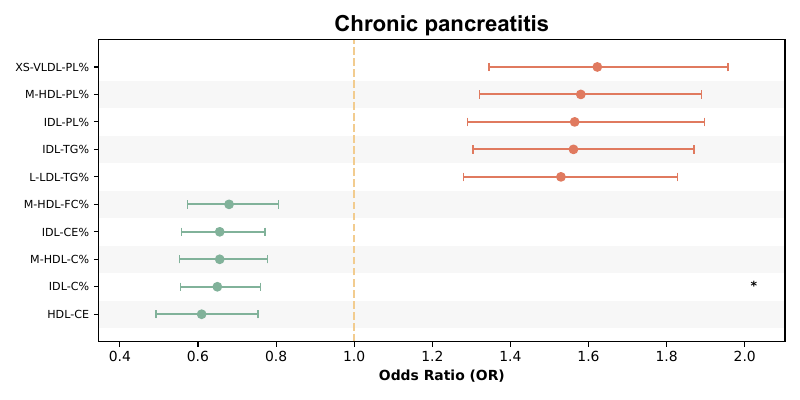 Chronic pancreatitis
XS-VLDL-PL%
M-HDL-PL%
IDL-PL%
IDL-TG%
L-LDL-TG%
M-HDL-FC%
IDL-CE%
M-HDL-C%
IDL-C% *
HDL-CE
0.4 0.6 0.8 1.0 1.2 1.4 1.6 1.8 2.0
Odds Ratio (OR)